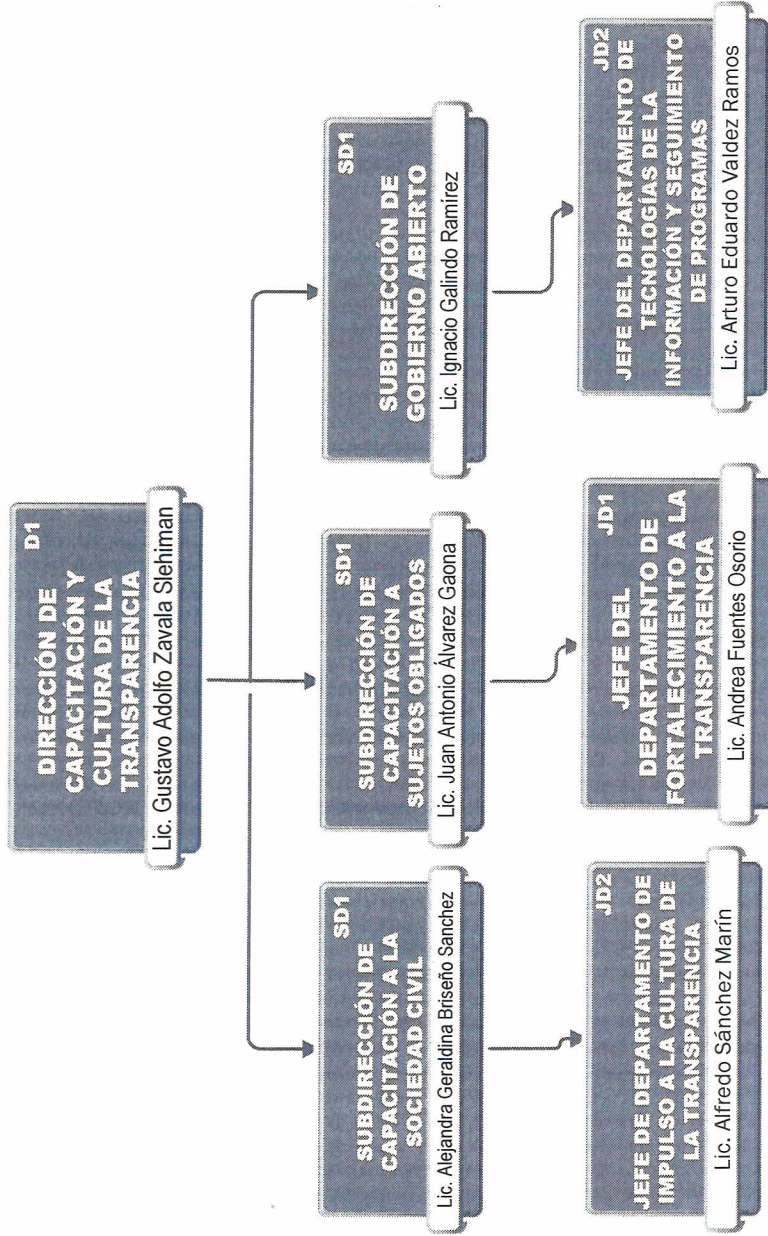 DIRECCIÓN DE D1
CAPACITACIÓN Y
CULTURA DE LA
TRANSPARENCIA
Lic. Gustavo Adolfo Zavala Slehiman
SUBDIRECCIÓN DE SD1
CAPACITACIÓN A LA
SOCIEDAD CIVIL
Lic. Alejandra Geraldina Briseño Sanchez
SUBDIRECCIÓN DE SD1
CAPACITACIÓN A
SUJETOS OBLIGADOS
Lic. Juan Antonio Álvarez Gaona
SD1
SUBDIRECCIÓN DE
GOBIERNO ABIERTO
Lic. Ignacio Galindo Ramírez
JD2
JEFE DE DEPARTAMENTO DE
IMPULSO A LA CULTURA DE
LA TRANSPARENCIA
Lic. Alfredo Sánchez Marín
JEFE DEL JD1
DEPARTAMENTO DE
FORTALECIMIENTO A LA
TRANSPARENCIA
Lic. Andrea Fuentes Osorio
JD2
JEFE DEL DEPARTAMENTO DE
TECNOLOGÍAS DE LA
INFORMACIÓN Y SEGUIMIENTO
DE PROGRAMAS
Lic. Arturo Eduardo Valdez Ramos